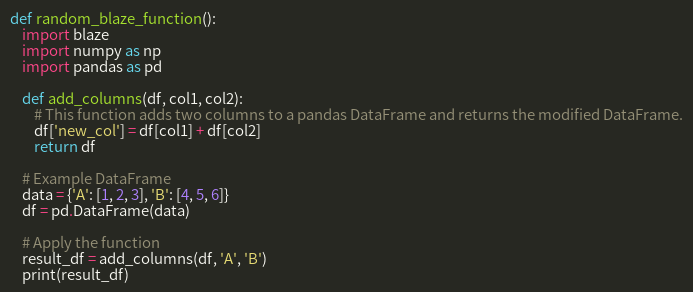 def random_blaze_function():
    import blaze
    import numpy as np
    import pandas as pd

    def add_columns(df, col1, col2):
        # This function adds two columns to a pandas DataFrame and returns the modified DataFrame.
        df['new_col'] = df[col1] + df[col2]
        return df

    # Example DataFrame
    data = {'A': [1, 2, 3], 'B': [4, 5, 6]}
    df = pd.DataFrame(data)

    # Apply the function
    result_df = add_columns(df, 'A', 'B')
    print(result_df)